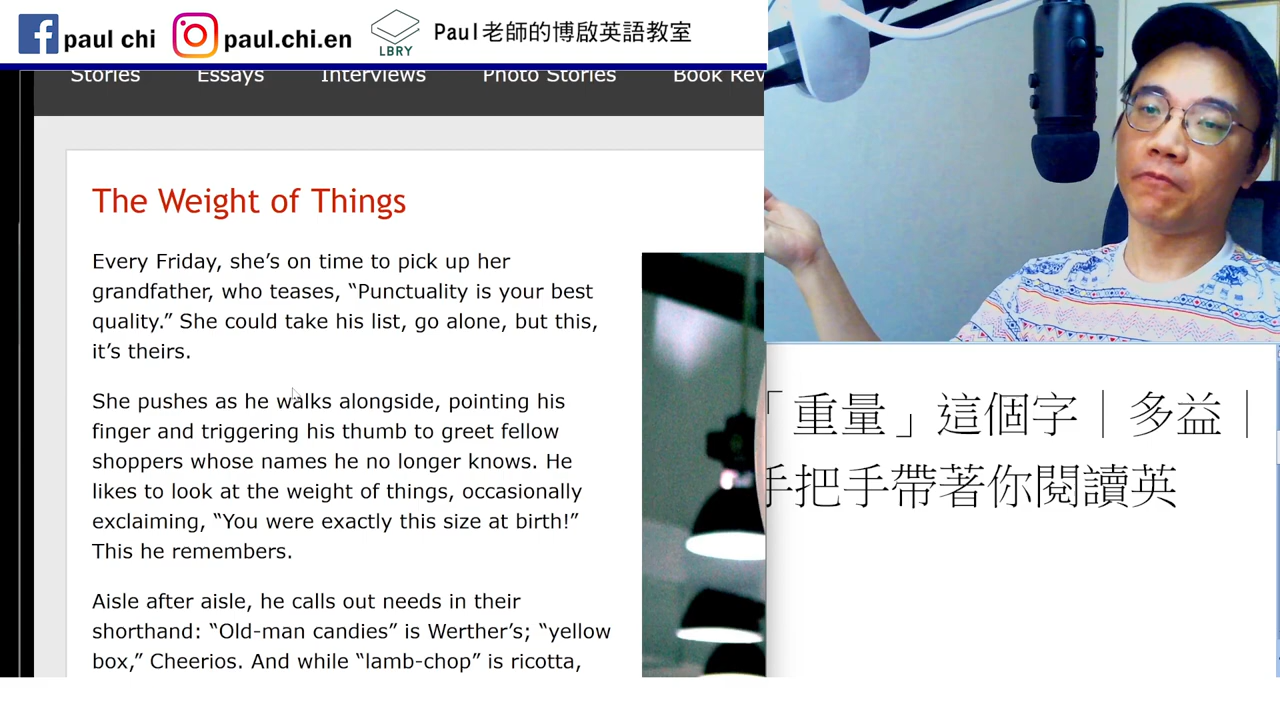 paul chi
paul.chi.en
LBRY
Paul老師的博啟英語教室
Stories Essays Interviews Photo Stories Book Rev
The Weight of Things
Every Friday, she’s on time to pick up her
grandfather, who teases, “Punctuality is your best
quality.” She could take his list, go alone, but this,
it’s theirs.
She pushes as he walks alongside, pointing his
finger and triggering his thumb to greet fellow
shoppers whose names he no longer knows. He
likes to look at the weight of things, occasionally
exclaiming, “You were exactly this size at birth!”
This he remembers.
Aisle after aisle, he calls out needs in their
shorthand: “Old-man candies” is Werther’s; “yellow
box,” Cheerios. And while “lamb-chop” is ricotta,
「重量」這個字｜多益｜
手把手帶著你閱讀英